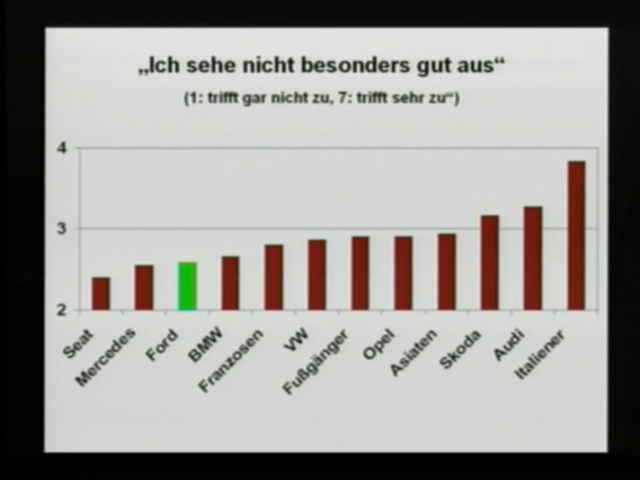 „Ich sehe nicht besonders gut aus“
(1: trifft gar nicht zu, 7: trifft sehr zu“)
4
3
2
Seat
Mercedes
Ford
BMW
Franzosen
VW
Fußgänger
Opel
Asiaten
Skoda
Audi
Italiener